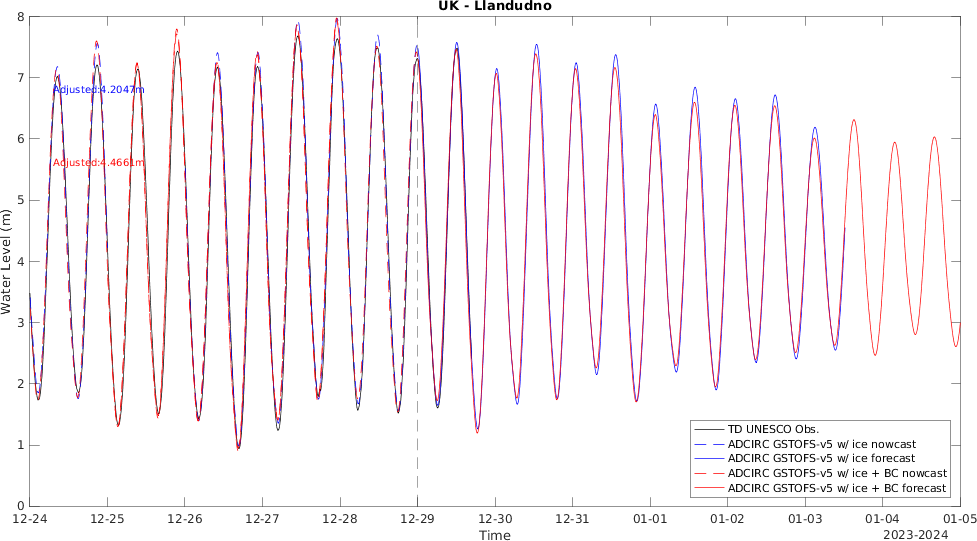 UK - Llandudno
8
7
6
5
4
3
2
1
0
Water Level (m)
Adjusted:4.2047m
Adjusted:4.4661m
TD UNESCO Obs.
ADCIRC GSTOFS-v5 w/ ice nowcast
ADCIRC GSTOFS-v5 w/ ice forecast
ADCIRC GSTOFS-v5 w/ ice + BC nowcast
ADCIRC GSTOFS-v5 w/ ice + BC forecast
12-24 12-25 12-26 12-27 12-28 12-29 12-30 12-31 01-01 01-02 01-03 01-04 01-05
Time
2023-2024